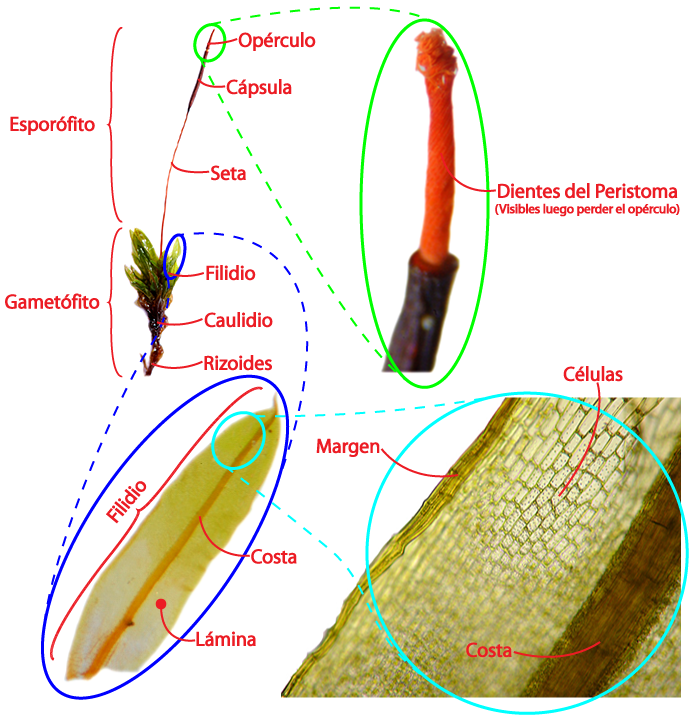 Opérculo
Cápsula
Esporófito
Seta
Dientes del Peristoma
(Visibles luego perder el opérculo)
Filidio
Gametófito
Caulidio
Rizoides
Células
Margen
Filidio
Costa
Lámina
Costa